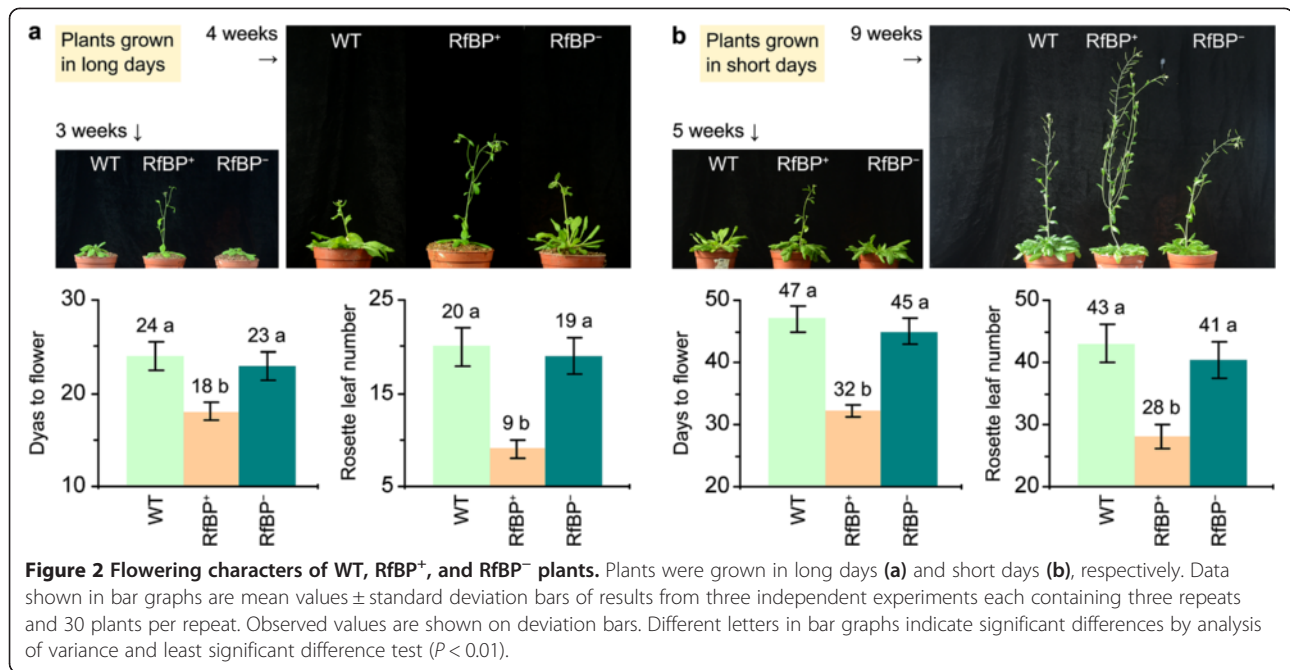 a
Plants grown
in long days
4 weeks →
3 weeks ↓
WT RfBP⁺ RfBP⁻
WT RfBP⁺ RfBP⁻
b
Plants grown
in short days
9 weeks →
5 weeks ↓
WT RfBP⁺ RfBP⁻
WT RfBP⁺ RfBP⁻
Dyas to flower
30
20
10
24 a
18 b
23 a
WT
RfBP⁺
RfBP⁻
Rosette leaf number
25
15
5
20 a
9 b
19 a
WT
RfBP⁺
RfBP⁻
Days to flower
50
40
30
20
47 a
32 b
45 a
WT
RfBP⁺
RfBP⁻
Rosette leaf number
50
40
30
20
43 a
28 b
41 a
WT
RfBP⁺
RfBP⁻
Figure 2 Flowering characters of WT, RfBP⁺, and RfBP⁻ plants. Plants were grown in long days (a) and short days (b), respectively. Data
shown in bar graphs are mean values ± standard deviation bars of results from three independent experiments each containing three repeats
and 30 plants per repeat. Observed values are shown on deviation bars. Different letters in bar graphs indicate significant differences by analysis
of variance and least significant difference test (P < 0.01).